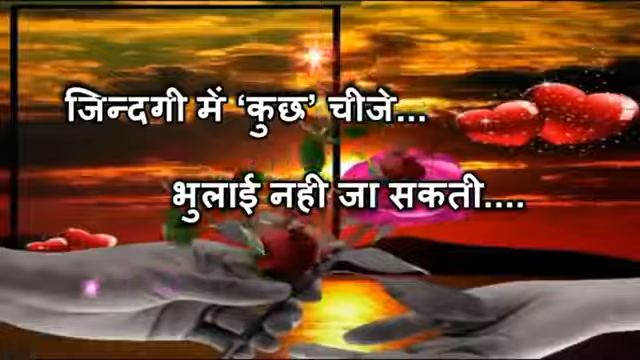 जिन्दगी में ‘कुछ’ चीजे...
भुलाई नही जा सकती....